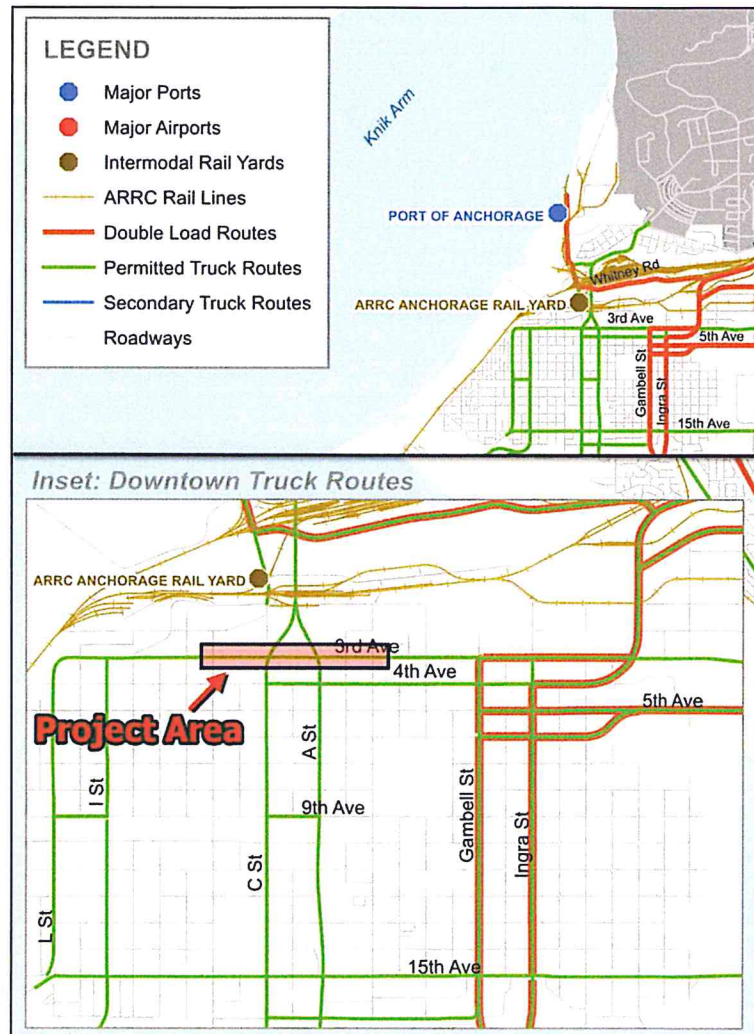 LEGEND
Major Ports
Major Airports
Intermodal Rail Yards
ARRC Rail Lines
Double Load Routes
Permitted Truck Routes
Secondary Truck Routes
Roadways
Knik Arm
PORT OF ANCHORAGE
Whitney Rd
ARRC ANCHORAGE RAIL YARD
3rd Ave
5th Ave
Gambell St
Ingra St
15th Ave
Inset: Downtown Truck Routes
ARRC ANCHORAGE RAIL YARD
3rd Ave
4th Ave
5th Ave
Project Area
A St
I St
9th Ave
Gambell St
Ingra St
C St
L St
15th Ave